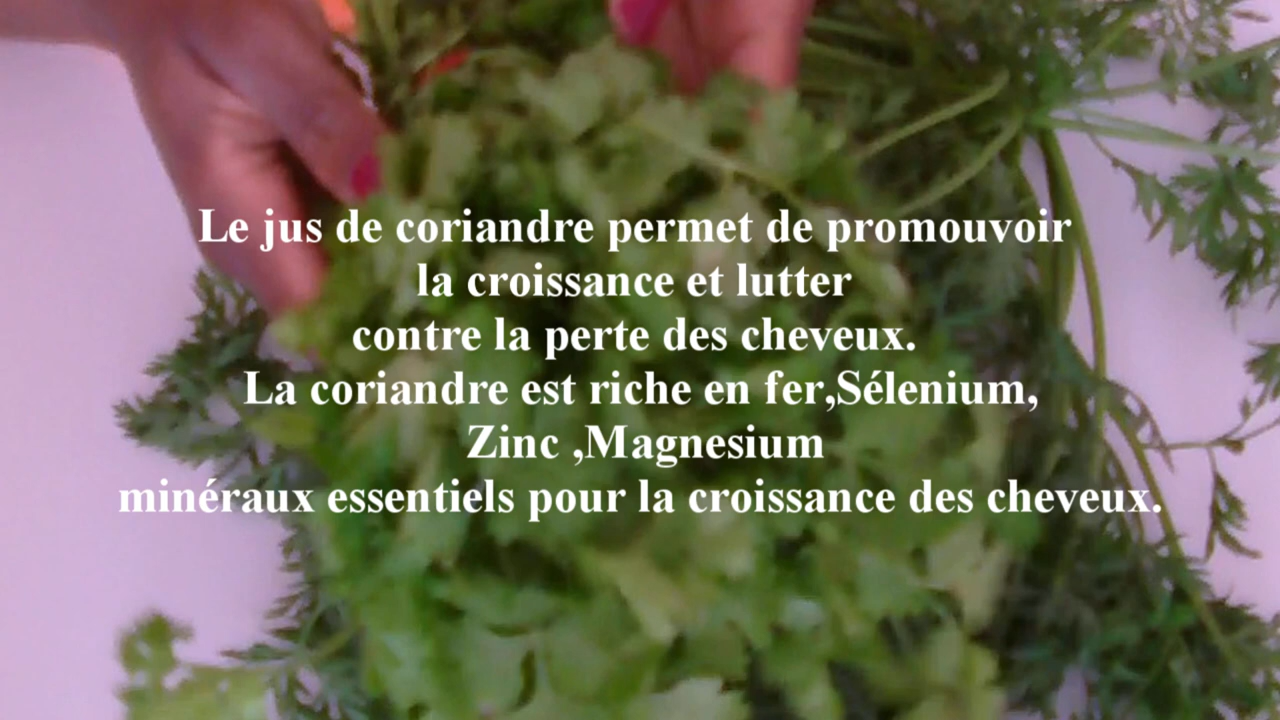 Le jus de coriandre permet de promouvoir
la croissance et lutter
contre la perte des cheveux.
La coriandre est riche en fer,Sélenium,
Zinc ,Magnesium
minéraux essentiels pour la croissance des cheveux.